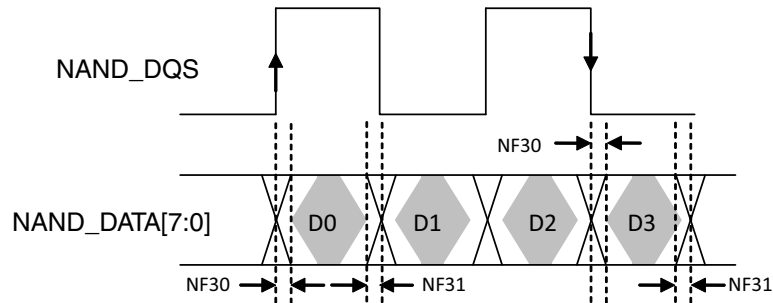 NAND_DQS
NF30
NAND_DATA[7:0]
D0
D1
D2
D3
NF30
NF31
NF31